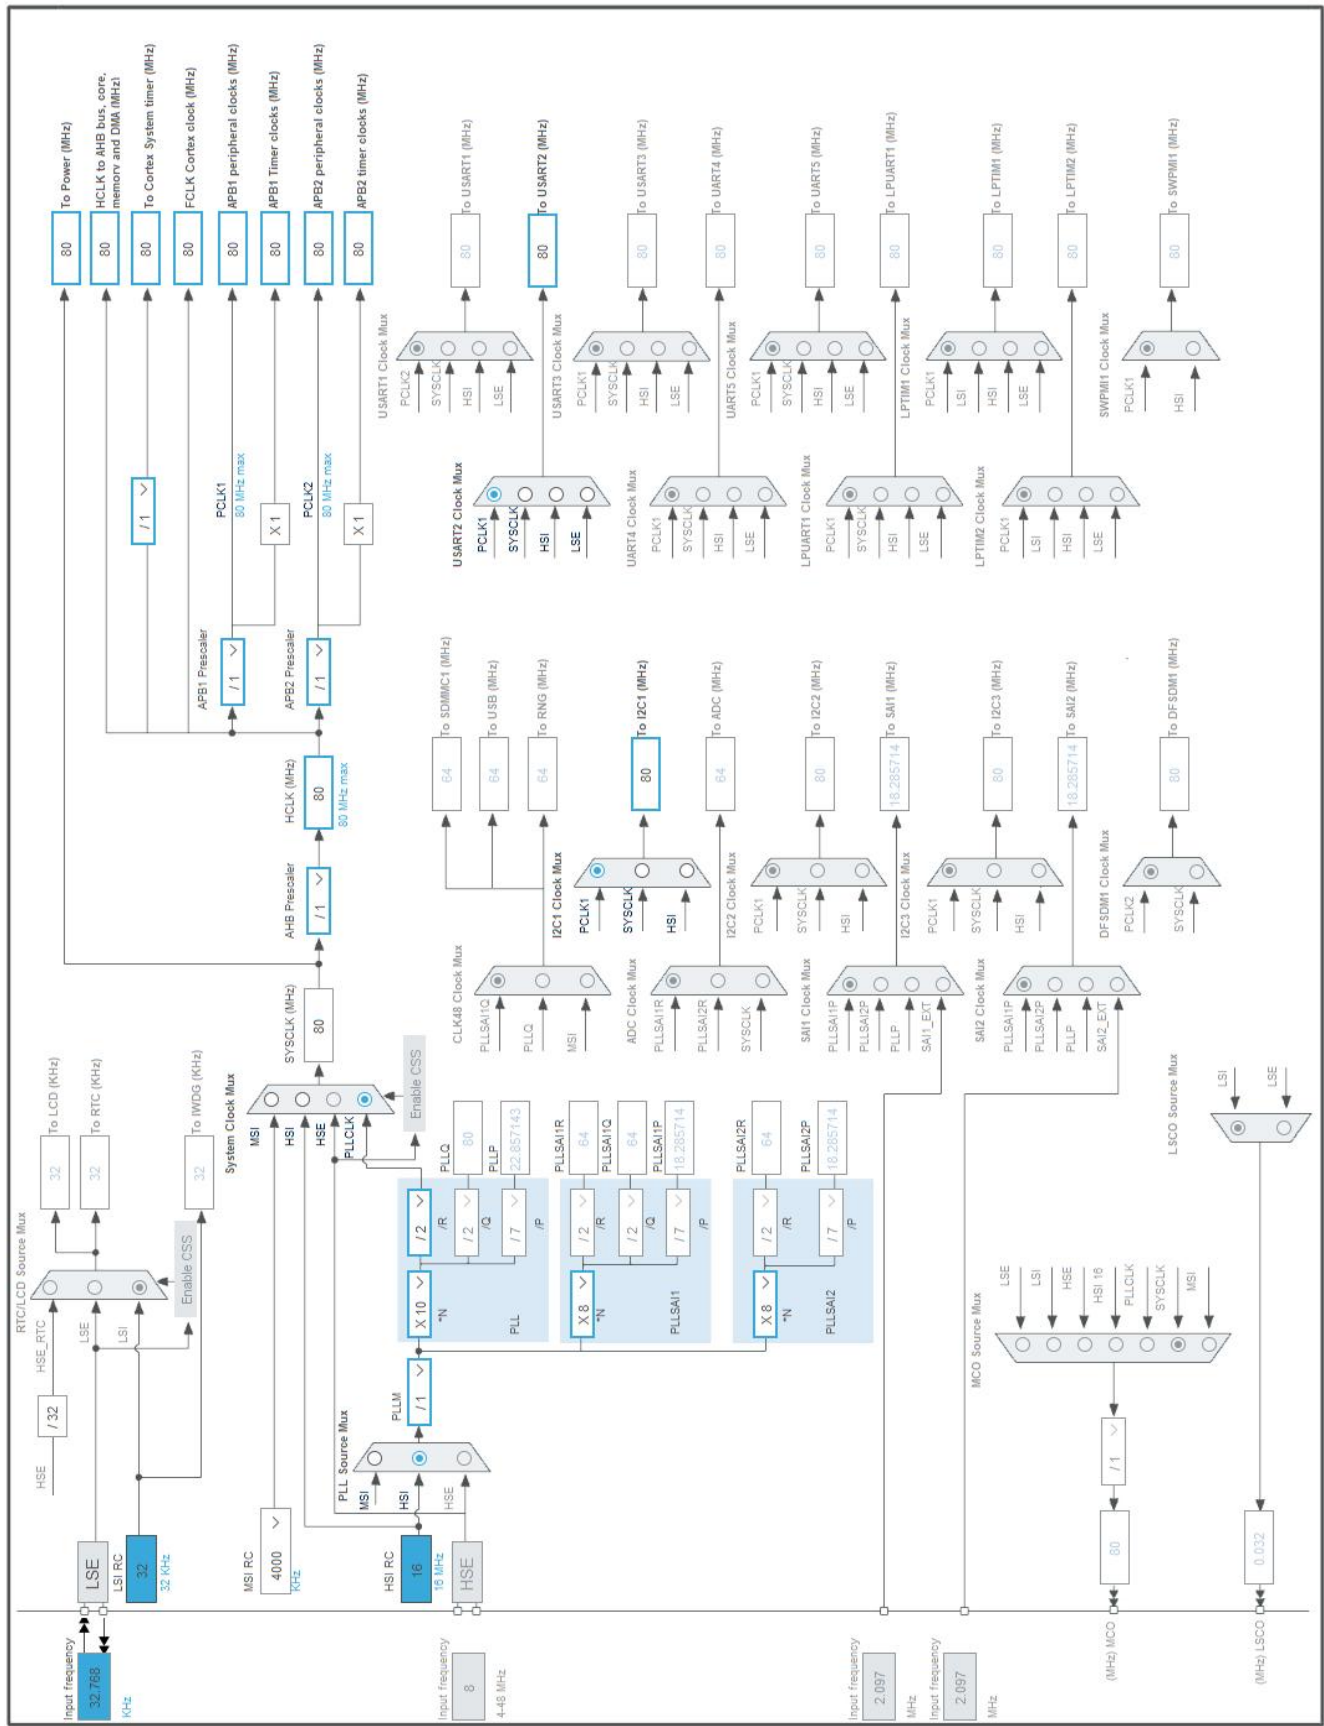 Input frequency
32.768
KHz
LSE
LSI RC
32
32 KHz
HSE
/ 32
HSE_RTC
LSE
LSI
RTC/LCD Source Mux
Enable CSS
32
To LCD (KHz)
32
To RTC (KHz)
32
To IWDG (KHz)
MSI RC
4000
KHz
HSI RC
16
16 MHz
Input frequency
8
4-48 MHz
HSE
PLL Source Mux
MSI
HSI
HSE
PLLM
/ 1
X 10
*N
PLL
/ 2
/R
/ 2
/Q
/ 7
/P
PLLQ
80
PLLP
22.857143
X 8
*N
PLLSAI1
/ 2
/R
/ 2
/Q
/ 7
/P
PLLSAI1R
64
PLLSAI1Q
64
PLLSAI1P
18.285714
X 8
*N
PLLSAI2
/ 2
/R
/ 7
/P
PLLSAI2R
64
PLLSAI2P
18.285714
System Clock Mux
MSI
HSI
HSE
PLLCLK
Enable CSS
SYSCLK (MHz)
80
AHB Prescaler
/ 1
HCLK (MHz)
80
80 MHz max
APB1 Prescaler
/ 1
APB2 Prescaler
/ 1
/ 1
PCLK1
80 MHz max
X 1
PCLK2
80 MHz max
X 1
80
To Power (MHz)
80
HCLK to AHB bus, core,
memory and DMA (MHz)
80
To Cortex System timer (MHz)
80
FCLK Cortex clock (MHz)
80
APB1 peripheral clocks (MHz)
80
APB1 Timer clocks (MHz)
80
APB2 peripheral clocks (MHz)
80
APB2 timer clocks (MHz)
CLK48 Clock Mux
PLLSAI1Q
PLLQ
MSI
64
To SDMMC1 (MHz)
64
To USB (MHz)
64
To RNG (MHz)
I2C1 Clock Mux
PCLK1
SYSCLK
HSI
80
To I2C1 (MHz)
ADC Clock Mux
PLLSAI1R
PLLSAI2R
SYSCLK
64
To ADC (MHz)
I2C2 Clock Mux
PCLK1
SYSCLK
HSI
80
To I2C2 (MHz)
SAI1 Clock Mux
PLLSAI1P
PLLSAI2P
PLLP
SAI1_EXT
18.285714
To SAI1 (MHz)
I2C3 Clock Mux
PCLK1
SYSCLK
HSI
80
To I2C3 (MHz)
SAI2 Clock Mux
PLLSAI1P
PLLSAI2P
PLLP
SAI2_EXT
18.285714
To SAI2 (MHz)
DFSDM1 Clock Mux
PCLK2
SYSCLK
80
To DFSDM1 (MHz)
USART1 Clock Mux
PCLK2
SYSCLK
HSI
LSE
80
To USART1 (MHz)
USART2 Clock Mux
PCLK1
SYSCLK
HSI
LSE
80
To USART2 (MHz)
USART3 Clock Mux
PCLK1
SYSCLK
HSI
LSE
80
To USART3 (MHz)
UART4 Clock Mux
PCLK1
SYSCLK
HSI
LSE
80
To UART4 (MHz)
UART5 Clock Mux
PCLK1
SYSCLK
HSI
LSE
80
To UART5 (MHz)
LPUART1 Clock Mux
PCLK1
SYSCLK
HSI
LSE
80
To LPUART1 (MHz)
LPTIM1 Clock Mux
PCLK1
LSI
HSI
LSE
80
To LPTIM1 (MHz)
LPTIM2 Clock Mux
PCLK1
LSI
HSI
LSE
80
To LPTIM2 (MHz)
SWPMI1 Clock Mux
PCLK1
HSI
80
To SWPMI1 (MHz)
Input frequency
2.097
MHz
Input frequency
2.097
MHz
MCO Source Mux
LSE
LSI
HSE
HSI 16
PLLCLK
SYSCLK
MSI
/ 1
80
(MHz) MCO
LSCO Source Mux
LSI
LSE
0.032
(MHz) LSCO